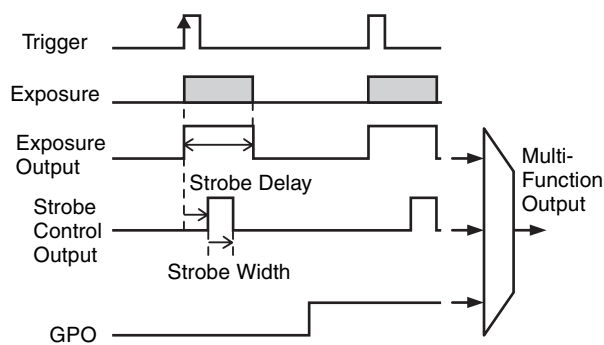 Trigger
Exposure
Exposure
Output
Strobe Delay
Strobe
Control
Output
Strobe Width
GPO
Multi-
Function
Output